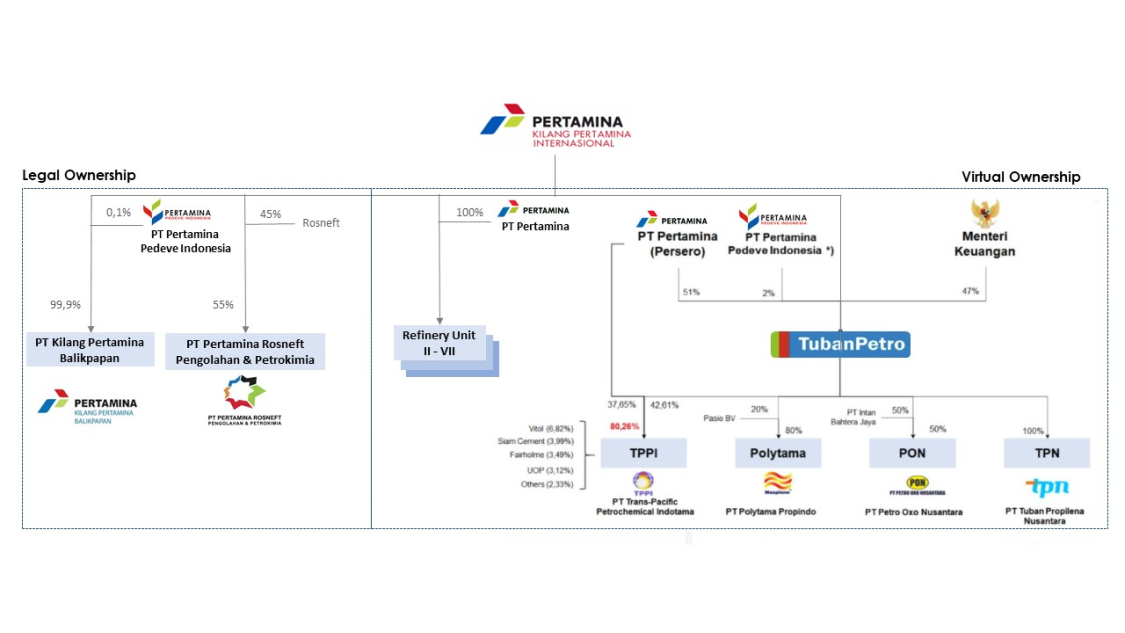 PERTAMINA
KILANG PERTAMINA
INTERNASIONAL
Legal Ownership
Virtual Ownership
0,1%
PERTAMINA
PEDEVE INDONESIA
PT Pertamina
Pedeve Indonesia
45%
Rosneft
99,9%
55%
PT Kilang Pertamina
Balikpapan
PERTAMINA
KILANG PERTAMINA
BALIKPAPAN
PT Pertamina Rosneft
Pengolahan & Petrokimia
PT PERTAMINA ROSNEFT
PENGOLAHAN & PETROKIMIA
100%
PERTAMINA
PT Pertamina
Refinery Unit
II - VII
PERTAMINA
PT Pertamina
(Persero)
PERTAMINA
PEDEVE INDONESIA
PT Pertamina
Pedeve Indonesia *)
Menteri
Keuangan
51%
2%
47%
TubanPetro
37,65%
42,61%
80,26%
Vitol (6,82%)
Siam Cement (3,99%)
Fairholme (3,49%)
UOP (3,12%)
Others (2,33%)
TPPI
TPPI
PT Trans-Pacific
Petrochemical Indotama
20%
Pasio BV
80%
Polytama
PT Polytama Propindo
PT Intan
Bahtera Jaya
50%
50%
PON
PON
PT PETRO OXO NUSANTARA
PT Petro Oxo Nusantara
100%
TPN
tpn
PT Tuban Propilena
Nusantara